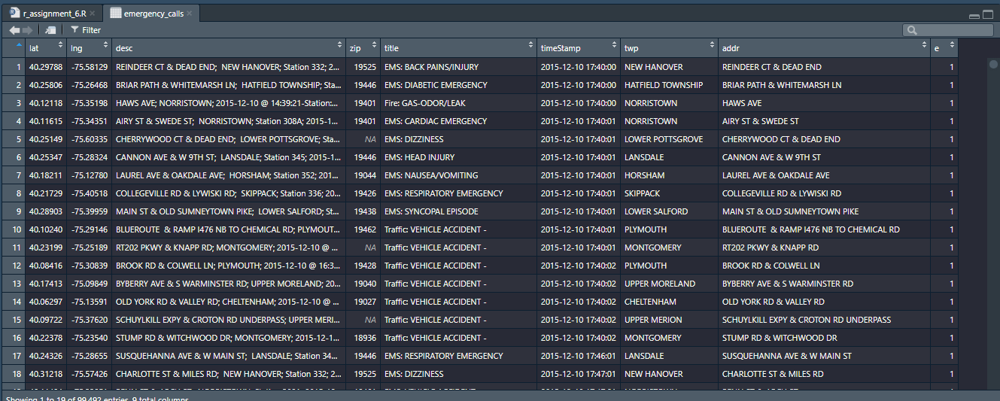 r_assignment_6.R × emergency_calls ×
Filter
lat lng desc zip title timeStamp twp addr e
1 40.29788 -75.58129 REINDEER CT & DEAD END;  NEW HANOVER; Station 332; 2... 19525 EMS: BACK PAINS/INJURY 2015-12-10 17:40:00 NEW HANOVER REINDEER CT & DEAD END 1
2 40.25806 -75.26468 BRIAR PATH & WHITEMARSH LN;  HATFIELD TOWNSHIP; Sta... 19446 EMS: DIABETIC EMERGENCY 2015-12-10 17:40:00 HATFIELD TOWNSHIP BRIAR PATH & WHITEMARSH LN 1
3 40.12118 -75.35198 HAWS AVE; NORRISTOWN; 2015-12-10 @ 14:39:21-Station:... 19401 Fire: GAS-ODOR/LEAK 2015-12-10 17:40:00 NORRISTOWN HAWS AVE 1
4 40.11615 -75.34351 AIRY ST & SWEDE ST;  NORRISTOWN; Station 308A; 2015-1... 19401 EMS: CARDIAC EMERGENCY 2015-12-10 17:40:01 NORRISTOWN AIRY ST & SWEDE ST 1
5 40.25149 -75.60335 CHERRYWOOD CT & DEAD END;  LOWER POTTSGROVE; Sta... NA EMS: DIZZINESS 2015-12-10 17:40:01 LOWER POTTSGROVE CHERRYWOOD CT & DEAD END 1
6 40.25347 -75.28324 CANNON AVE & W 9TH ST;  LANSDALE; Station 345; 2015-1... 19446 EMS: HEAD INJURY 2015-12-10 17:40:01 LANSDALE CANNON AVE & W 9TH ST 1
7 40.18211 -75.12780 LAUREL AVE & OAKDALE AVE;  HORSHAM; Station 352; 201... 19044 EMS: NAUSEA/VOMITING 2015-12-10 17:40:01 HORSHAM LAUREL AVE & OAKDALE AVE 1
8 40.21729 -75.40518 COLLEGEVILLE RD & LYWISKI RD;  SKIPPACK; Station 336; 20... 19426 EMS: RESPIRATORY EMERGENCY 2015-12-10 17:40:01 SKIPPACK COLLEGEVILLE RD & LYWISKI RD 1
9 40.28903 -75.39959 MAIN ST & OLD SUMNEYTOWN PIKE;  LOWER SALFORD; St... 19438 EMS: SYNCOPAL EPISODE 2015-12-10 17:40:01 LOWER SALFORD MAIN ST & OLD SUMNEYTOWN PIKE 1
10 40.10240 -75.29146 BLUEROUTE  & RAMP I476 NB TO CHEMICAL RD; PLYMOUT... 19462 Traffic: VEHICLE ACCIDENT - 2015-12-10 17:40:01 PLYMOUTH BLUEROUTE  & RAMP I476 NB TO CHEMICAL RD 1
11 40.23199 -75.25189 RT202 PKWY & KNAPP RD; MONTGOMERY; 2015-12-10 @ ... NA Traffic: VEHICLE ACCIDENT - 2015-12-10 17:40:01 MONTGOMERY RT202 PKWY & KNAPP RD 1
12 40.08416 -75.30839 BROOK RD & COLWELL LN; PLYMOUTH; 2015-12-10 @ 16:3... 19428 Traffic: VEHICLE ACCIDENT - 2015-12-10 17:40:02 PLYMOUTH BROOK RD & COLWELL LN 1
13 40.17413 -75.09849 BYBERRY AVE & S WARMINSTER RD; UPPER MORELAND; 20... 19040 Traffic: VEHICLE ACCIDENT - 2015-12-10 17:40:02 UPPER MORELAND BYBERRY AVE & S WARMINSTER RD 1
14 40.06297 -75.13591 OLD YORK RD & VALLEY RD; CHELTENHAM; 2015-12-10 @ ... 19027 Traffic: VEHICLE ACCIDENT - 2015-12-10 17:40:02 CHELTENHAM OLD YORK RD & VALLEY RD 1
15 40.09722 -75.37620 SCHUYLKILL EXPY & CROTON RD UNDERPASS; UPPER MERI... NA Traffic: VEHICLE ACCIDENT - 2015-12-10 17:40:02 UPPER MERION SCHUYLKILL EXPY & CROTON RD UNDERPASS 1
16 40.22378 -75.23540 STUMP RD & WITCHWOOD DR; MONTGOMERY; 2015-12-1... 18936 Traffic: VEHICLE ACCIDENT - 2015-12-10 17:40:02 MONTGOMERY STUMP RD & WITCHWOOD DR 1
17 40.24326 -75.28655 SUSQUEHANNA AVE & W MAIN ST;  LANSDALE; Station 34... 19446 EMS: RESPIRATORY EMERGENCY 2015-12-10 17:46:01 LANSDALE SUSQUEHANNA AVE & W MAIN ST 1
18 40.31218 -75.57426 CHARLOTTE ST & MILES RD;  NEW HANOVER; Station 332; 2... 19525 EMS: DIZZINESS 2015-12-10 17:47:01 NEW HANOVER CHARLOTTE ST & MILES RD 1
Showing 1 to 19 of 99,492 entries, 9 total columns